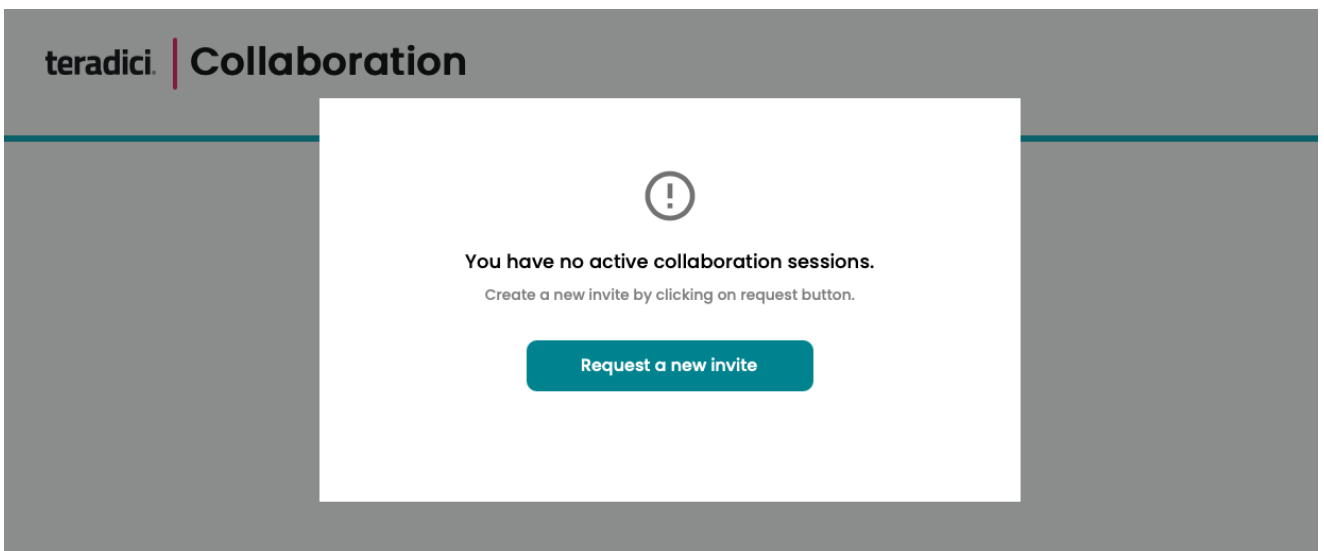 teradici. Collaboration
You have no active collaboration sessions.
Create a new invite by clicking on request button.
Request a new invite